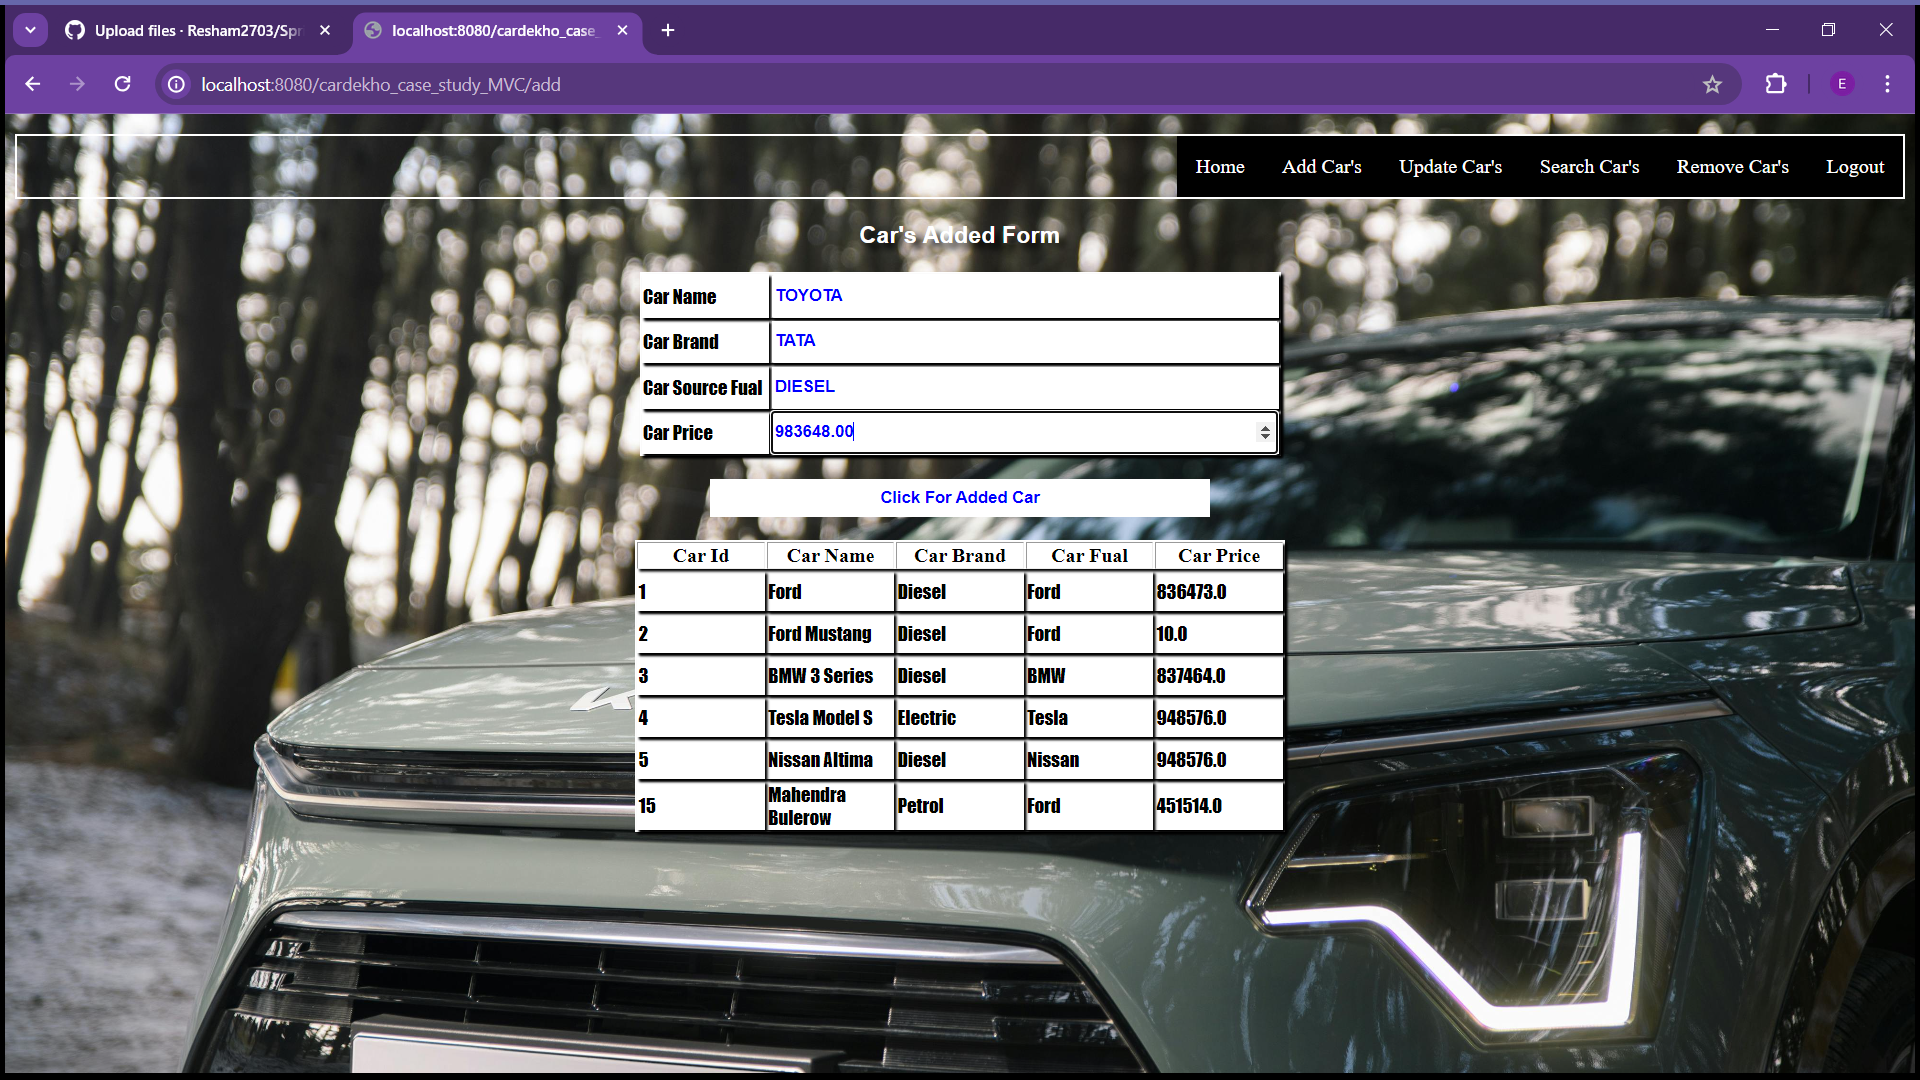 Upload files · Resham2703/Spr
localhost:8080/cardekho_case_
localhost:8080/cardekho_case_study_MVC/add
E
Home Add Car's Update Car's Search Car's Remove Car's Logout
Car's Added Form
Car Name TOYOTA
Car Brand TATA
Car Source Fual DIESEL
Car Price 983648.00
Click For Added Car
Car Id Car Name Car Brand Car Fual Car Price
1 Ford Diesel Ford 836473.0
2 Ford Mustang Diesel Ford 10.0
3 BMW 3 Series Diesel BMW 837464.0
4 Tesla Model S Electric Tesla 948576.0
5 Nissan Altima Diesel Nissan 948576.0
15 Mahendra Bulerow Petrol Ford 451514.0